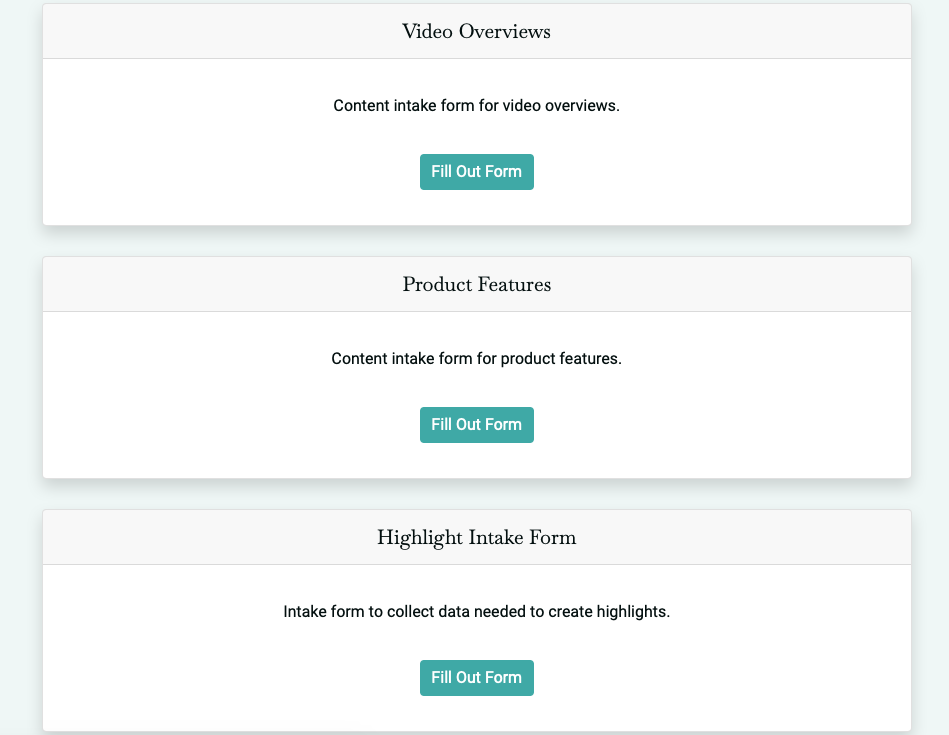 Video Overviews
Content intake form for video overviews.
Fill Out Form
Product Features
Content intake form for product features.
Fill Out Form
Highlight Intake Form
Intake form to collect data needed to create highlights.
Fill Out Form